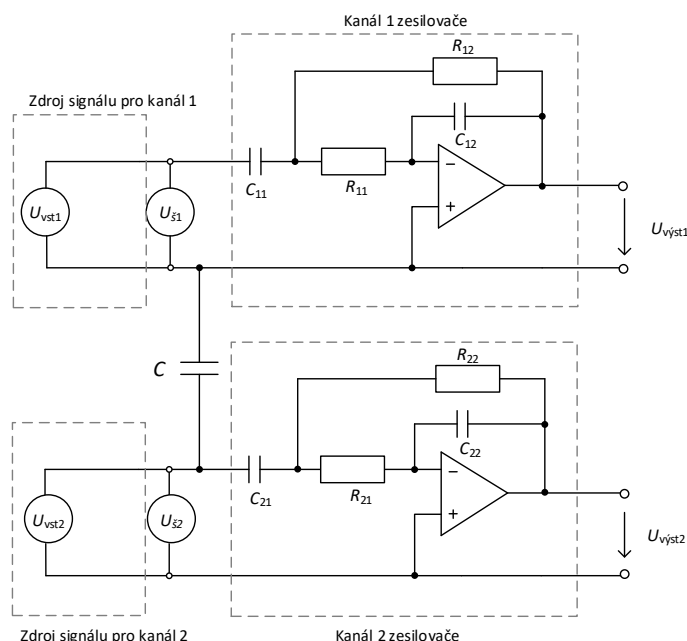 Kanál 1 zesilovače
R12
Zdroj signálu pro kanál 1
C12
C11
R11
Uvst1
Uš1
Uvýst1
C
R22
C22
C21
R21
Uvst2
Uš2
Uvýst2
Zdroj signálu pro kanál 2
Kanál 2 zesilovače